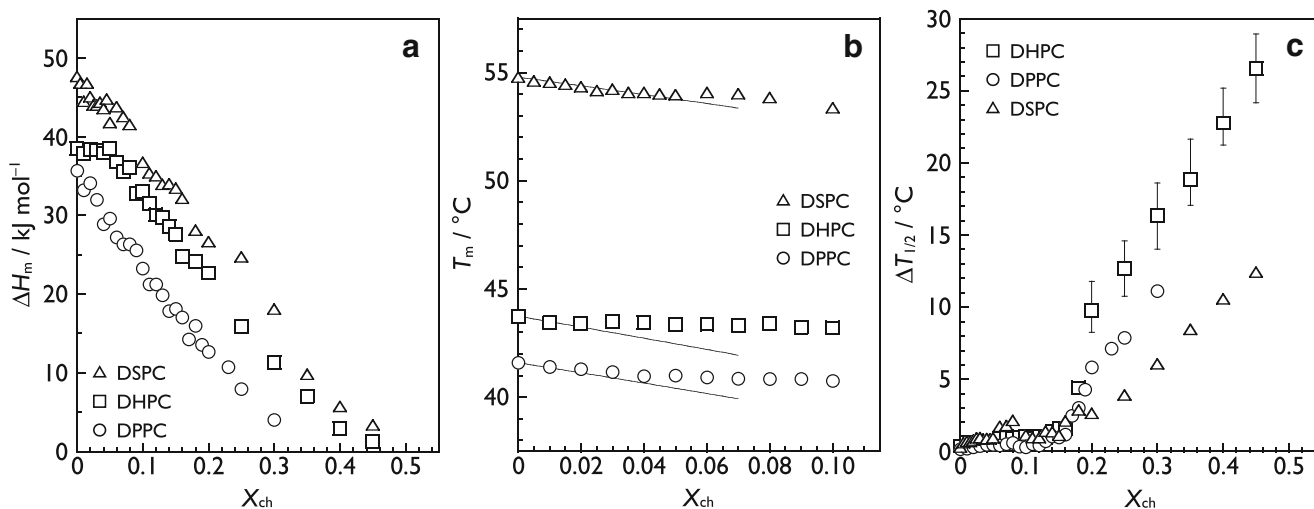 a
50
40
30
20
10
0
ΔHm / kJ mol−1
DSPC
DHPC
DPPC
0 0.1 0.2 0.3 0.4 0.5
Xch
b
55
50
45
40
Tm / °C
DSPC
DHPC
DPPC
0 0.02 0.04 0.06 0.08 0.10
Xch
c
30
25
20
15
10
5
0
ΔT1/2 / °C
DHPC
DPPC
DSPC
0 0.1 0.2 0.3 0.4 0.5
Xch